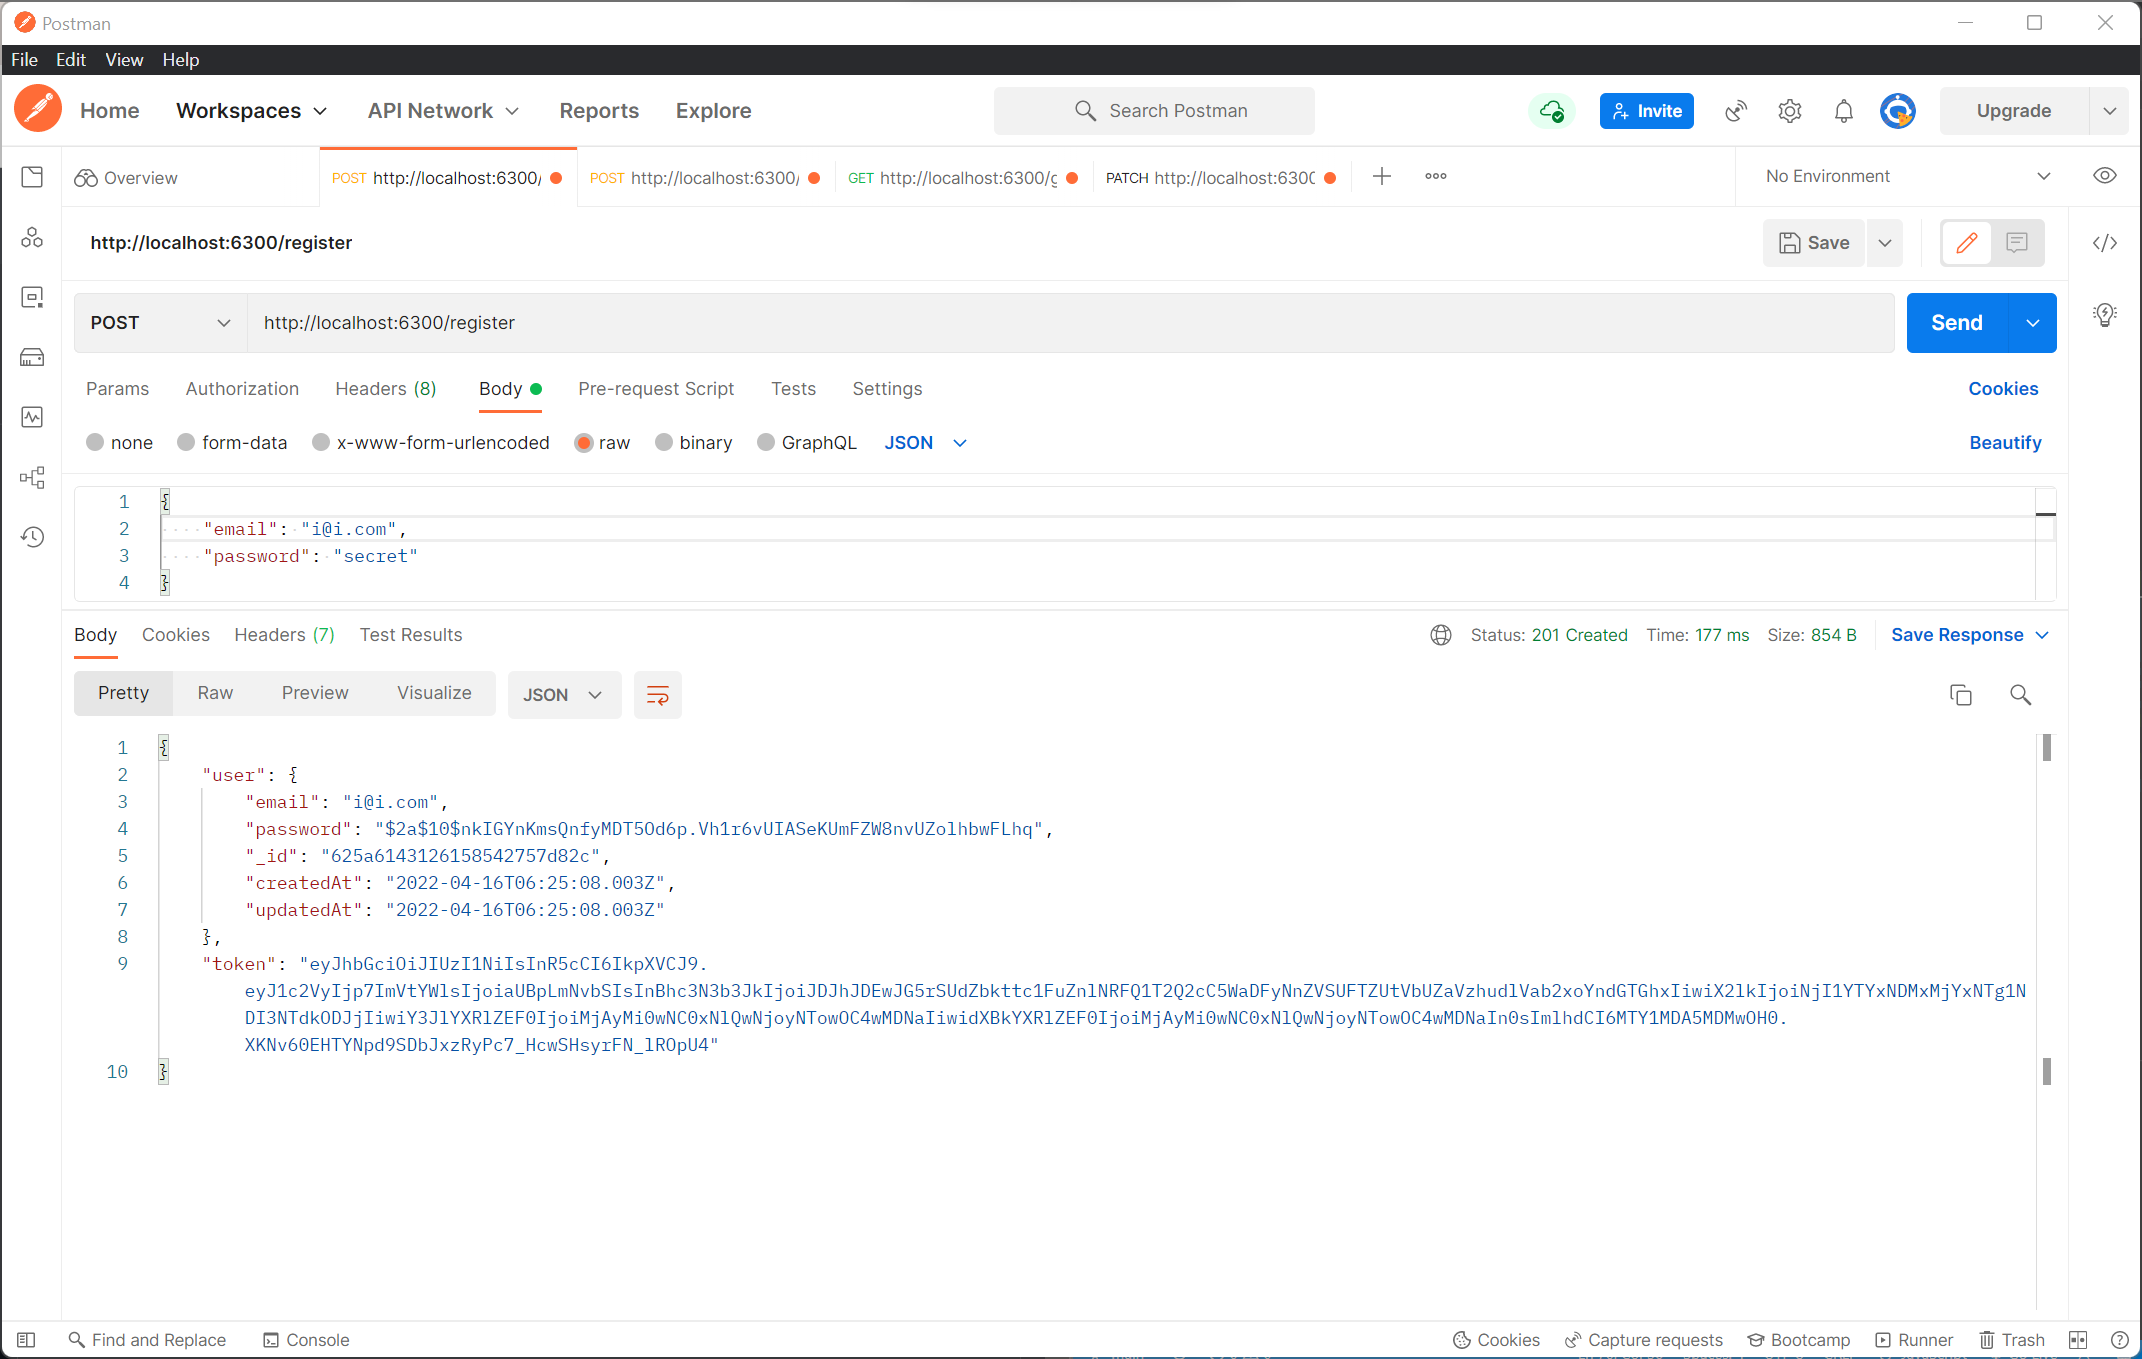 Postman
File Edit View Help
Home Workspaces API Network Reports Explore Search Postman Invite Upgrade
Overview POST http://localhost:6300/ POST http://localhost:6300/ GET http://localhost:6300/g PATCH http://localhost:630( No Environment
http://localhost:6300/register Save
POST http://localhost:6300/register Send
Params Authorization Headers (8) Body Pre-request Script Tests Settings Cookies
none form-data x-www-form-urlencoded raw binary GraphQL JSON Beautify
1 {
2 "email": "i@i.com",
3 "password": "secret"
4 }
Body Cookies Headers (7) Test Results Status: 201 Created Time: 177 ms Size: 854 B Save Response
Pretty Raw Preview Visualize JSON
1 {
2 "user": {
3 "email": "i@i.com",
4 "password": "$2a$10$nkIGYnKmsQnfyMDT5Od6p.Vh1r6vUIASeKUmFZW8nvUZolhbwFLhq",
5 "_id": "625a6143126158542757d82c",
6 "createdAt": "2022-04-16T06:25:08.003Z",
7 "updatedAt": "2022-04-16T06:25:08.003Z"
8 },
9 "token": "eyJhbGciOiJIUzI1NiIsInR5cCI6IkpXVCJ9.
eyJ1c2VyIjp7ImVtYWlsIjoiaUBpLmNvbSIsInBhc3N3b3JkIjoiJDJhJDEwJG5rSUdZbkttc1FuZnlNRFQ1T2Q2cC5WaDFyNnZVSUFTZUtVbUZaVzhudlVab2xoYndGTGhxIiwiX2lkIjoiNjI1YTYxNDMxMjYxNTg1N
DI3NTdkODJjIiwiY3JlYXRlZEF0IjoiMjAyMi0wNC0xNlQwNjoyNTowOC4wMDNaIiwidXBkYXRlZEF0IjoiMjAyMi0wNC0xNlQwNjoyNTowOC4wMDNaIn0sImlhdCI6MTY1MDA5MDMwOH0.
XKNv60EHTYNpd9SDbJxzRyPc7_HcwSHsyrFN_lROpU4"
10 }
Find and Replace Console Cookies Capture requests Bootcamp Runner Trash